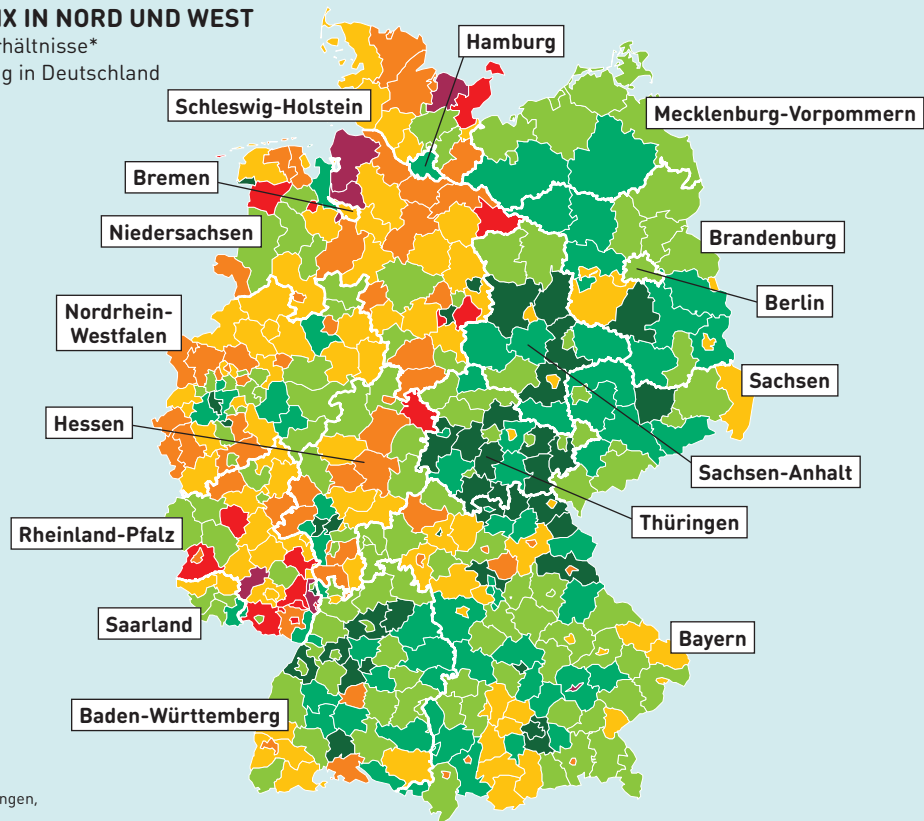 IX IN NORD UND WEST
rhältnisse*
g in Deutschland
Hamburg
Schleswig-Holstein
Mecklenburg-Vorpommern
Bremen
Niedersachsen
Brandenburg
Berlin
Nordrhein-
Westfalen
Sachsen
Hessen
Sachsen-Anhalt
Thüringen
Rheinland-Pfalz
Saarland
Bayern
Baden-Württemberg
ngen,